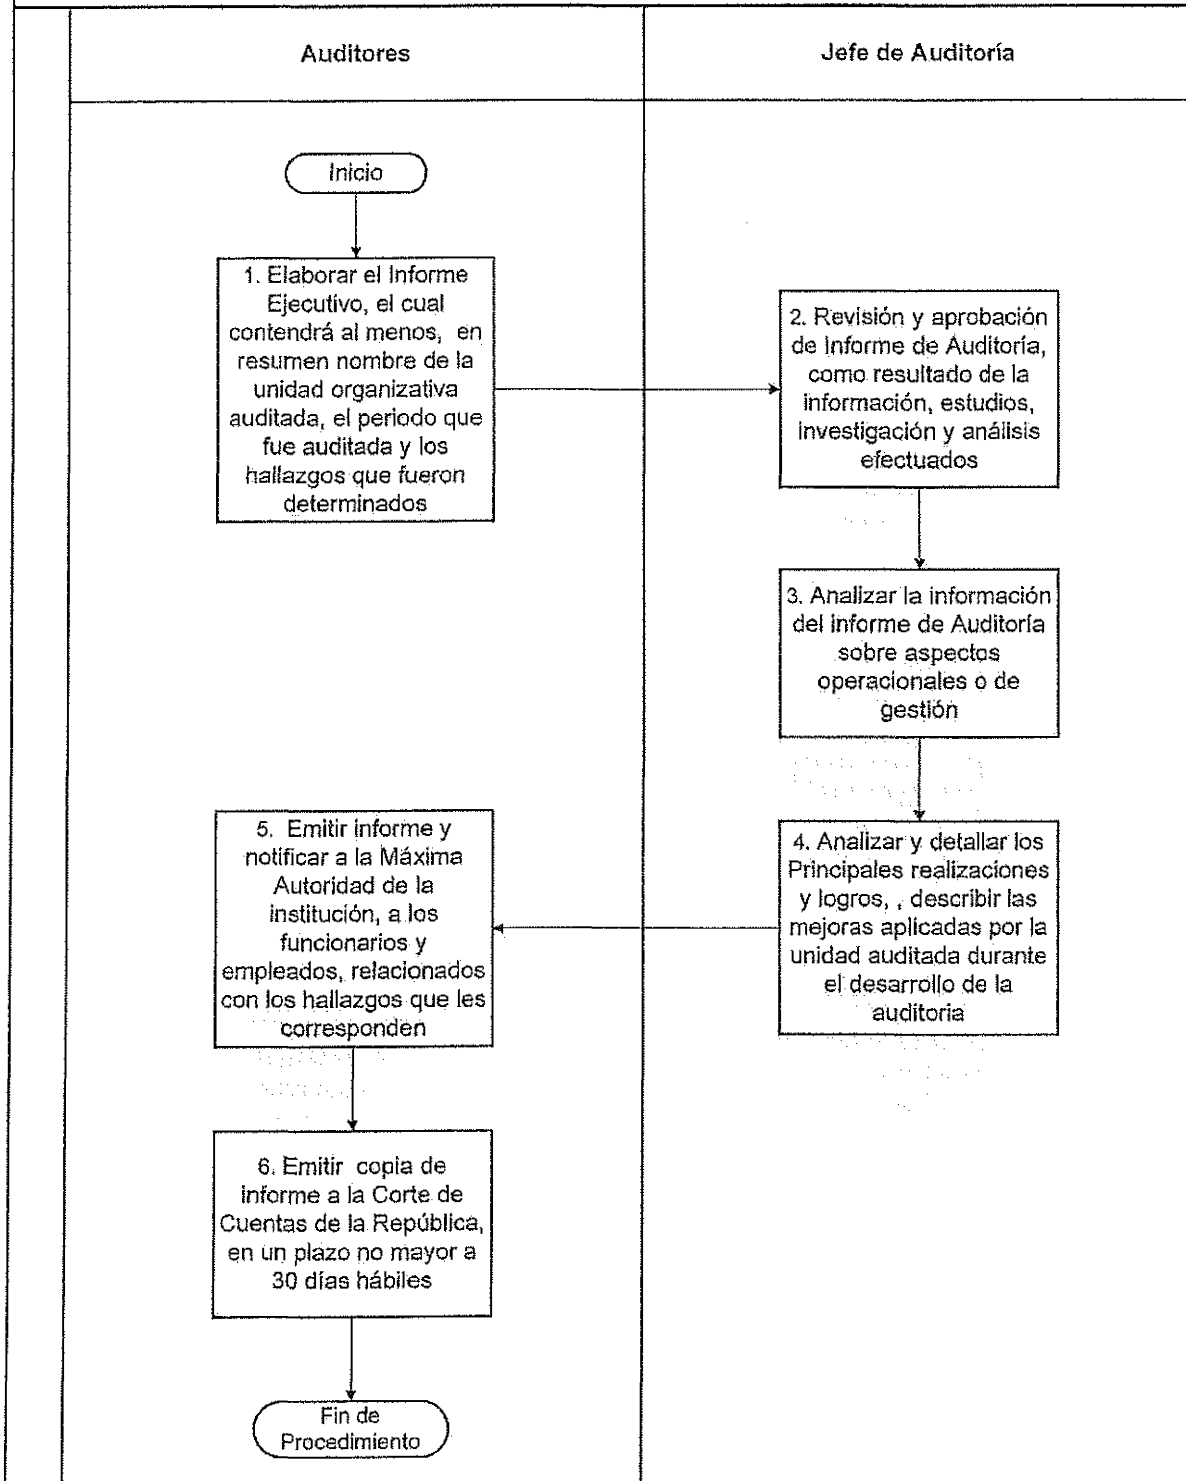 Auditores
Jefe de Auditoría
Inicio
1. Elaborar el Informe
Ejecutivo, el cual
contendrá al menos, en
resumen nombre de la
unidad organizativa
auditada, el periodo que
fue auditada y los
hallazgos que fueron
determinados
2. Revisión y aprobación
de Informe de Auditoría,
como resultado de la
información, estudios,
investigación y análisis
efectuados
3. Analizar la información
del informe de Auditoría
sobre aspectos
operacionales o de
gestión
4. Analizar y detallar los
Principales realizaciones
y logros, , describir las
mejoras aplicadas por la
unidad auditada durante
el desarrollo de la
auditoria
5. Emitir informe y
notificar a la Máxima
Autoridad de la
institución, a los
funcionarios y
empleados, relacionados
con los hallazgos que les
corresponden
6. Emitir copia de
informe a la Corte de
Cuentas de la República,
en un plazo no mayor a
30 días hábiles
Fin de
Procedimiento